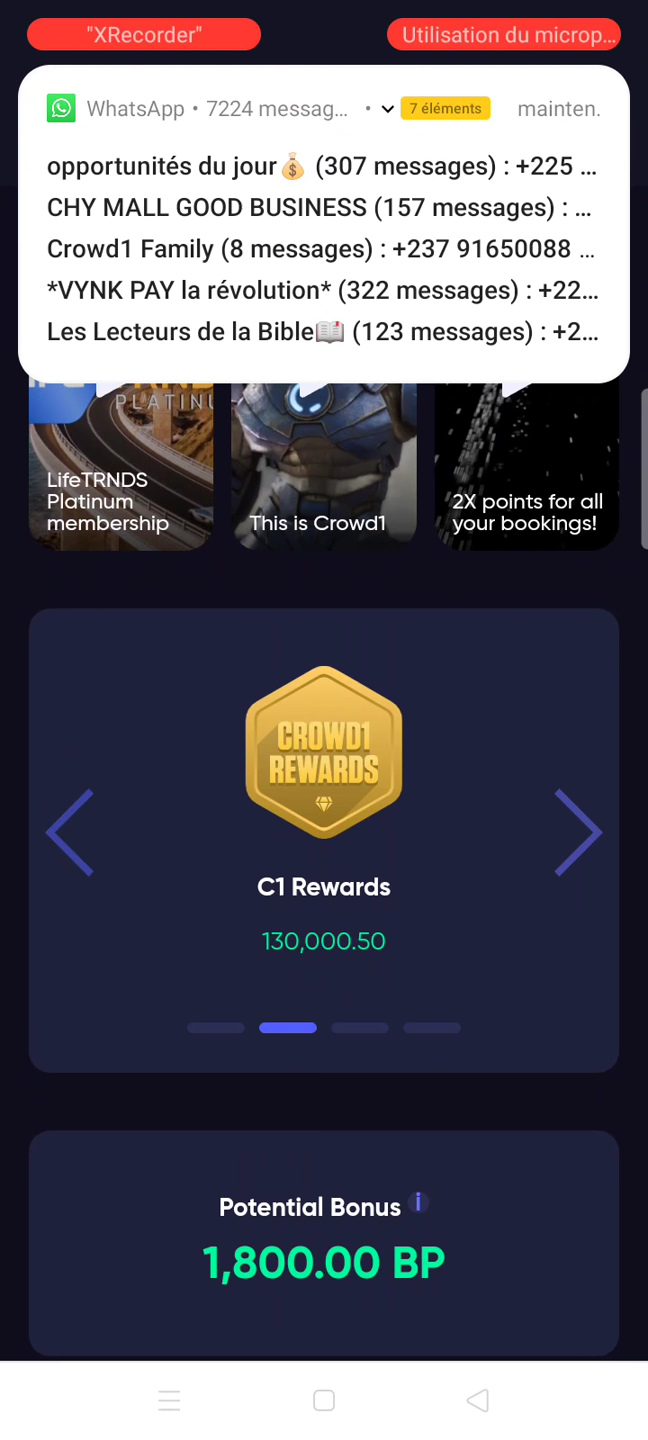 "XRecorder"
Utilisation du microp...
WhatsApp • 7224 messag... • 7 éléments mainten.
opportunités du jour💰 (307 messages) : +225 ...
CHY MALL GOOD BUSINESS (157 messages) : ...
Crowd1 Family (8 messages) : +237 91650088 ...
*VYNK PAY la révolution* (322 messages) : +22...
Les Lecteurs de la Bible📖 (123 messages) : +2...
LifeTRNDS
Platinum
membership
This is Crowd1
2X points for all
your bookings!
CROWD1
REWARDS
C1 Rewards
130,000.50
Potential Bonus i
1,800.00 BP